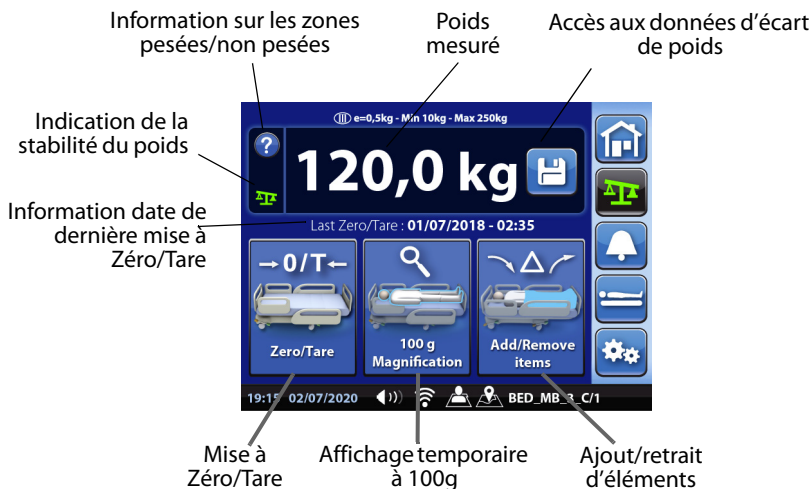 Information sur les zones
pesées/non pesées
Poids
mesuré
Accès aux données d'écart
de poids
Indication de la
stabilité du poids
Information date de
dernière mise à
Zéro/Tare
III e=0,5kg - Min 10kg - Max 250kg
?
120,0 kg
Last Zero/Tare : 01/07/2018 - 02:35
→0/T←
Zero/Tare
100 g
Magnification
Add/Remove
items
19:15 02/07/2020
BED_MB_3_C/1
Mise à
Zéro/Tare
Affichage temporaire
à 100g
Ajout/retrait
d'éléments